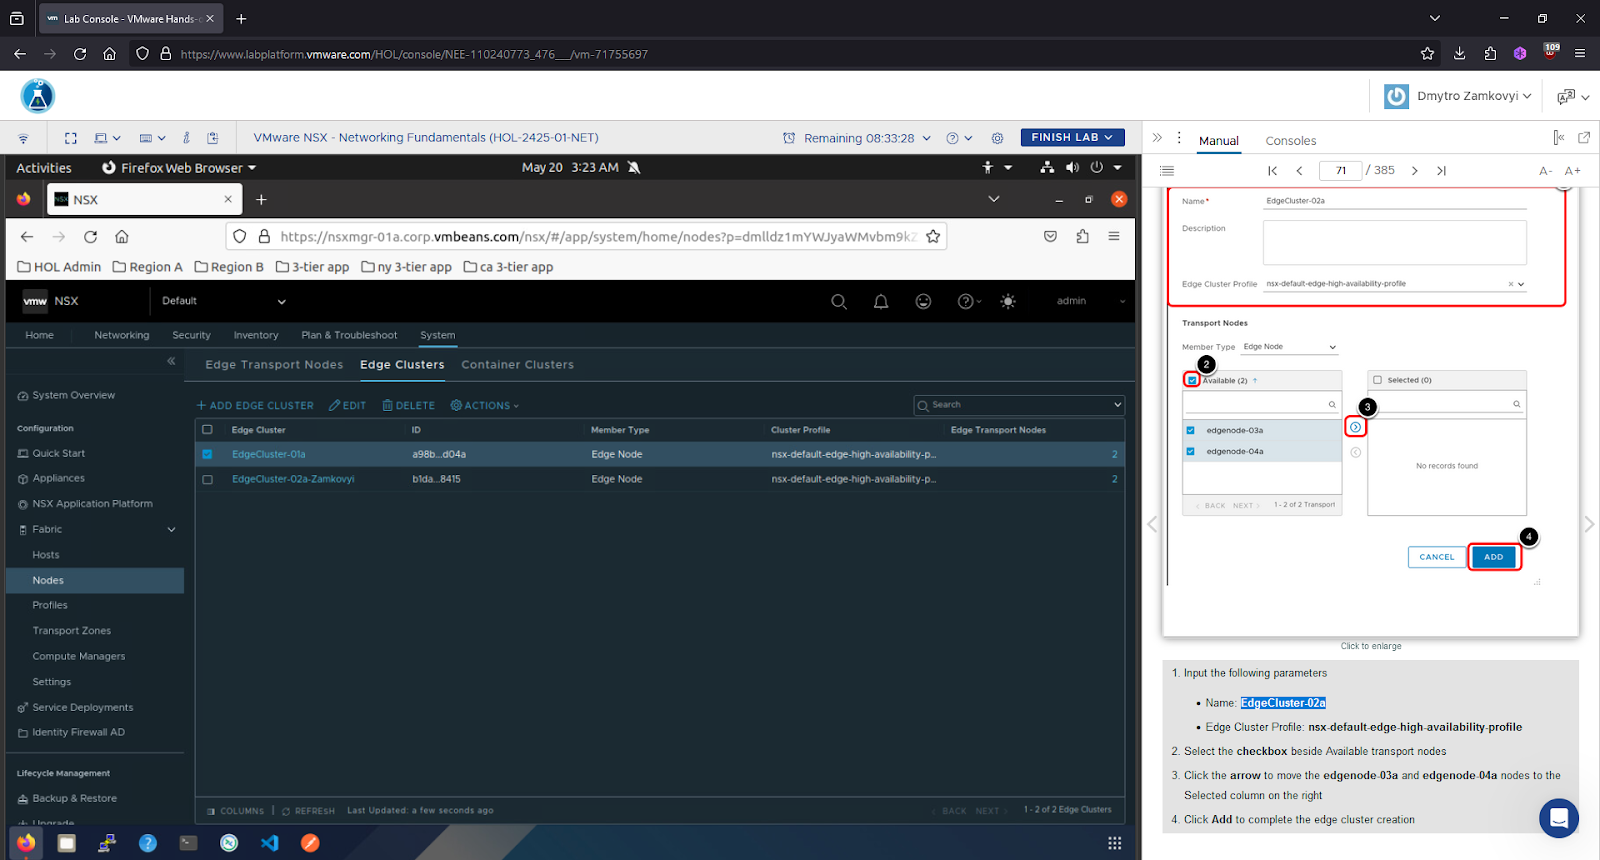 Lab Console - VMware Hands-o
https://www.labplatform.vmware.com/HOL/console/NEE-110240773_476___/vm-71755697
109
Dmytro Zamkovyi
VMware NSX - Networking Fundamentals (HOL-2425-01-NET)
Remaining 08:33:28
FINISH LAB
Manual
Consoles
71 / 385
A- A+
Activities
Firefox Web Browser
May 20 3:23 AM
NSX
https://nsxmgr-01a.corp.vmbeans.com/nsx/#/app/system/home/nodes?p=dmlldz1mYWJyaWMvbm9kZ
HOL Admin
Region A
Region B
3-tier app
ny 3-tier app
ca 3-tier app
vmw NSX
Default
admin
Home
Networking
Security
Inventory
Plan & Troubleshoot
System
System Overview
Configuration
Quick Start
Appliances
NSX Application Platform
Fabric
Hosts
Nodes
Profiles
Transport Zones
Compute Managers
Settings
Service Deployments
Identity Firewall AD
Lifecycle Management
Backup & Restore
Upgrade
Edge Transport Nodes
Edge Clusters
Container Clusters
ADD EDGE CLUSTER
EDIT
DELETE
ACTIONS
Search
Edge Cluster
ID
Member Type
Cluster Profile
Edge Transport Nodes
EdgeCluster-01a
a98b...d04a
Edge Node
nsx-default-edge-high-availability-p...
2
EdgeCluster-02a-Zamkovyi
b1da...8415
Edge Node
nsx-default-edge-high-availability-p...
2
COLUMNS
REFRESH
Last Updated: a few seconds ago
BACK NEXT
1 - 2 of 2 Edge Clusters
Name*
EdgeCluster-02a
Description
Edge Cluster Profile
nsx-default-edge-high-availability-profile
Transport Nodes
Member Type
Edge Node
2
Available (2)
Selected (0)
3
edgenode-03a
edgenode-04a
No records found
BACK NEXT
1 - 2 of 2 Transport
4
CANCEL
ADD
Click to enlarge
1. Input the following parameters
• Name: EdgeCluster-02a
• Edge Cluster Profile: nsx-default-edge-high-availability-profile
2. Select the checkbox beside Available transport nodes
3. Click the arrow to move the edgenode-03a and edgenode-04a nodes to the
Selected column on the right
4. Click Add to complete the edge cluster creation